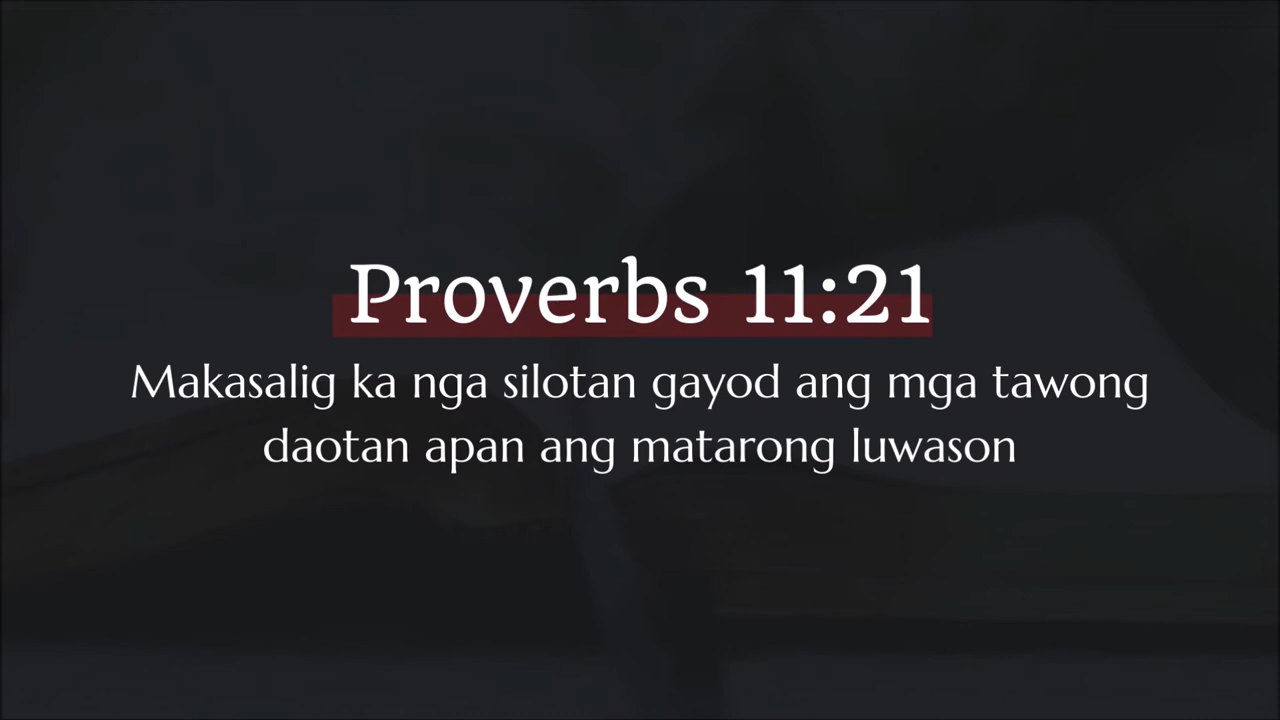 Proverbs 11:21
Makasalig ka nga silotan gayod ang mga tawong
daotan apan ang matarong luwason